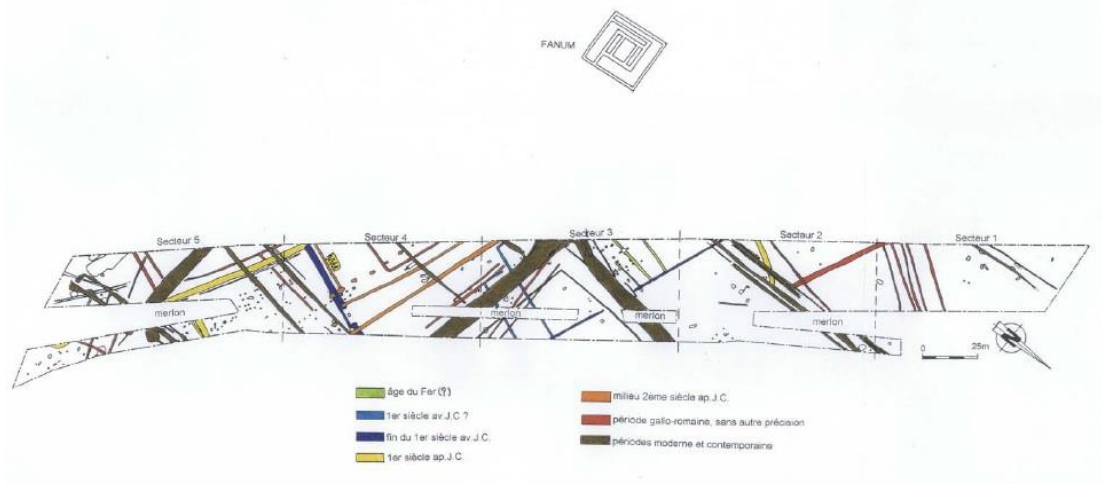 FANUM
Secteur 5
Secteur 4
Secteur 3
Secteur 2
Secteur 1
merlon
merlon
merlon
merlon
N
0 25m
âge du Fer (?)
1er siècle av.J.C ?
fin du 1er siècle av.J.C.
1er siècle ap.J.C.
milieu 2ème siècle ap.J.C.
période gallo-romaine, sans autre précision
périodes moderne et contemporaine